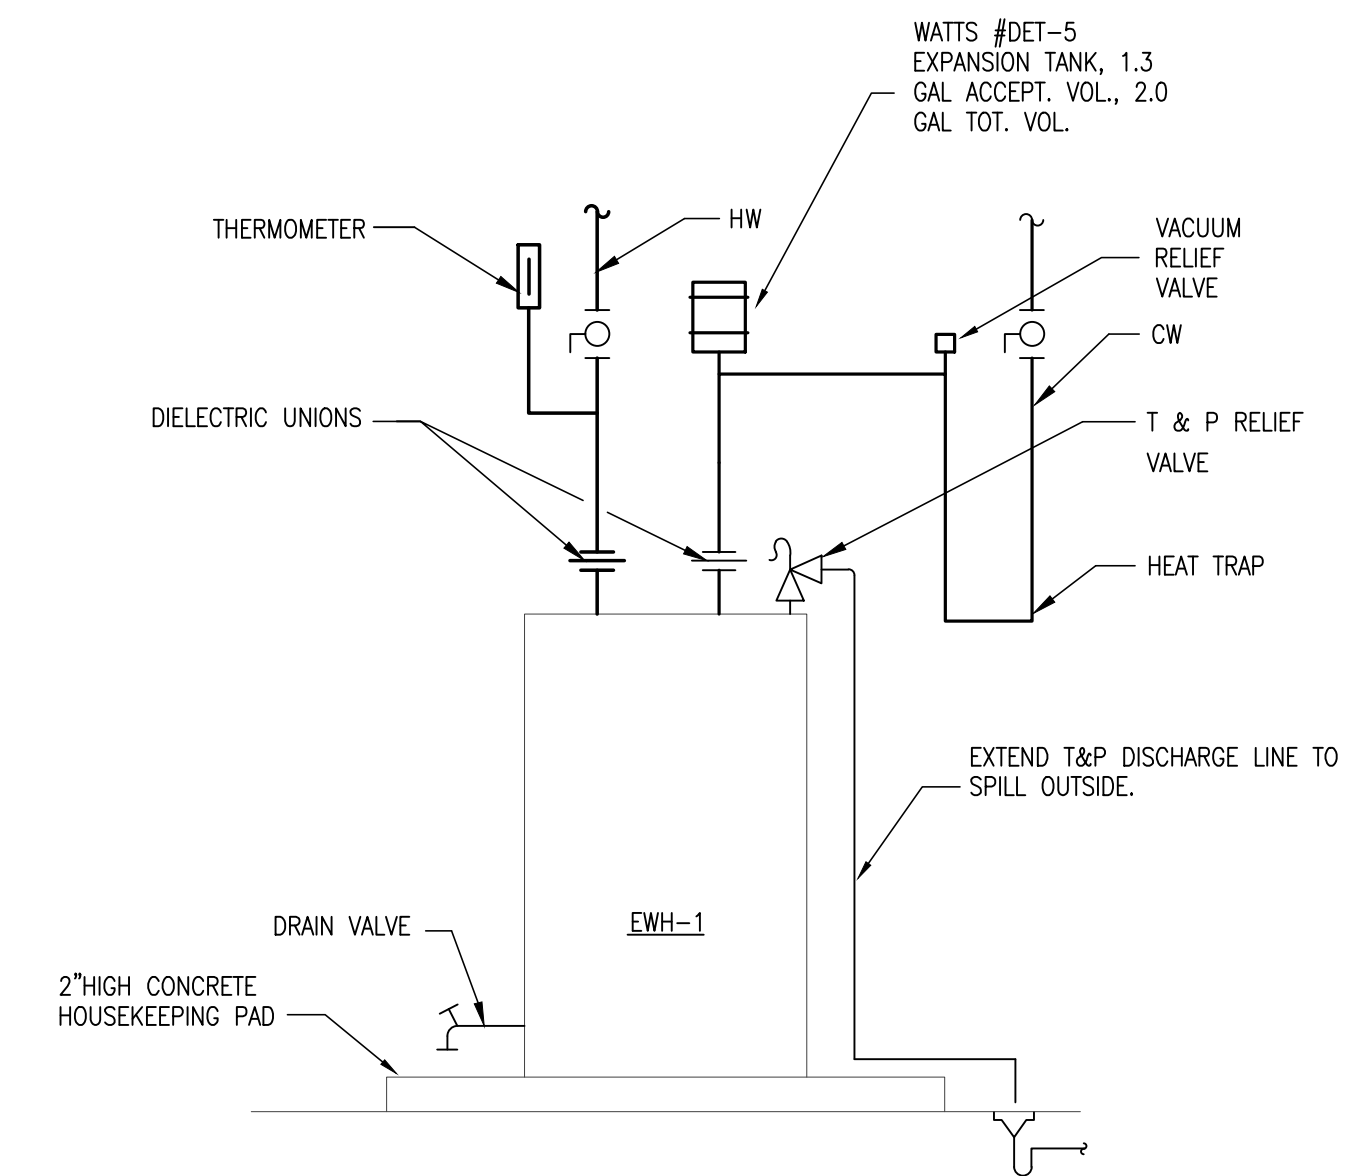 WATTS #DET-5
EXPANSION TANK, 1.3
GAL ACCEPT. VOL., 2.0
GAL TOT. VOL.
THERMOMETER
HW
VACUUM
RELIEF
VALVE
CW
DIELECTRIC UNIONS
T & P RELIEF
VALVE
HEAT TRAP
EXTEND T&P DISCHARGE LINE TO
SPILL OUTSIDE.
EWH-1
DRAIN VALVE
2"HIGH CONCRETE
HOUSEKEEPING PAD